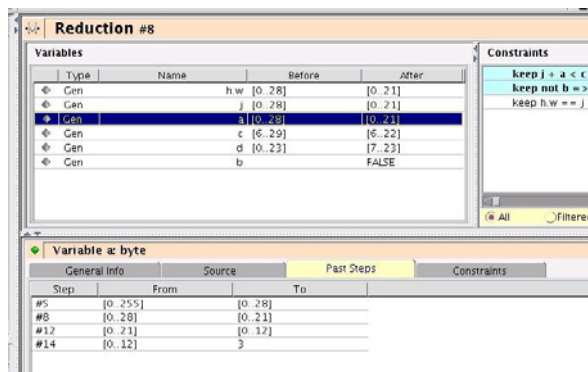 Reduction #8
Variables
Type Name Before After
Gen h.w [0..28] [0..21]
Gen j [0..28] [0..21]
Gen a [0..28] [0..21]
Gen c [6..29] [6..22]
Gen d [0..23] [7..23]
Gen b FALSE
Constraints
keep j + a < c
keep not b = >
keep h.w == j
All Filtere
Variable a: byte
General Info Source Past Steps Constraints
Step From To
#5 [0..255] [0..28]
#8 [0..28] [0..21]
#12 [0..21] [0..12]
#14 [0..12] 3